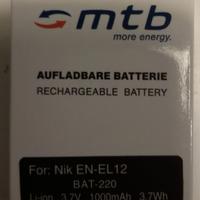 mtb
more energy.
AUFLADBARE BATTERIE
RECHARGEABLE BATTERY
For: Nik EN-EL12
BAT-220
Li-ion 3.7V 1000mAh 3.7Wh